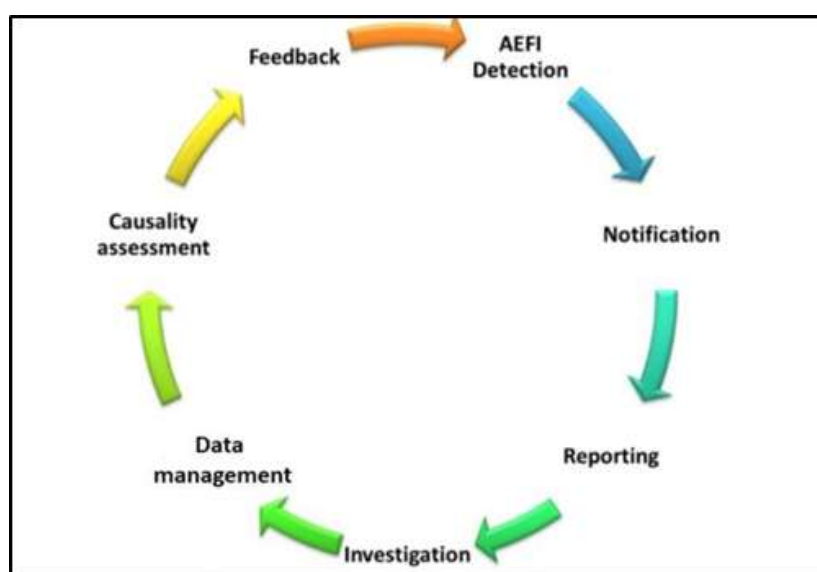 Feedback
AEFI
Detection
Notification
Reporting
Investigation
Data
management
Causality
assessment